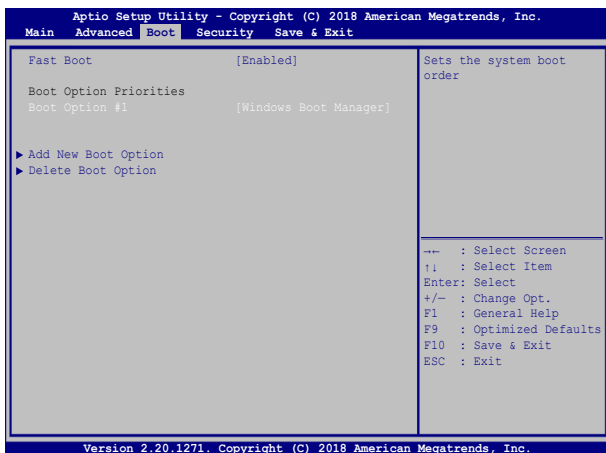 Aptio Setup Utility - Copyright (C) 2018 American Megatrends, Inc.
Main Advanced Boot Security Save & Exit
Fast Boot [Enabled]
Boot Option Priorities
Boot Option #1 [Windows Boot Manager]
▶ Add New Boot Option
▶ Delete Boot Option
Sets the system boot
order
→← : Select Screen
↑↓ : Select Item
Enter: Select
+/— : Change Opt.
F1 : General Help
F9 : Optimized Defaults
F10 : Save & Exit
ESC : Exit
Version 2.20.1271. Copyright (C) 2018 American Megatrends, Inc.